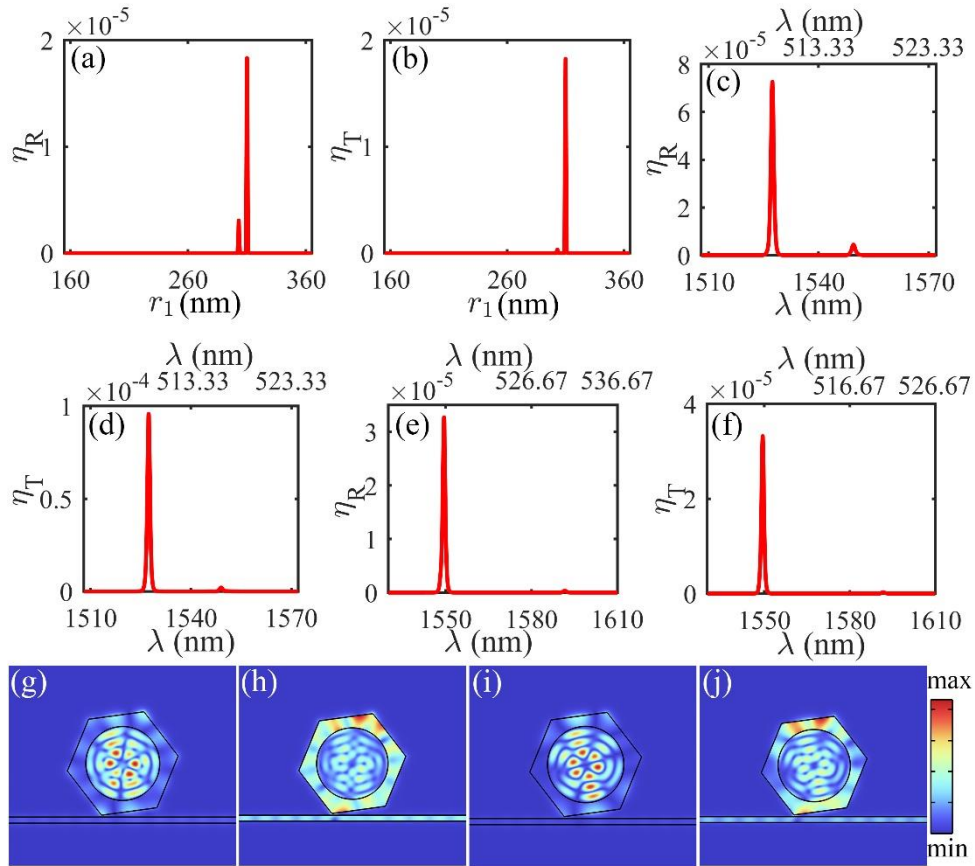 ×10⁻⁵
2
(a)
η_R
1
0
160
260
360
r₁(nm)
×10⁻⁵
2
(b)
η_T
1
0
160
260
360
r₁(nm)
λ (nm)
513.33
523.33
×10⁻⁵
8
(c)
6
η_R
4
2
0
1510
1540
1570
λ (nm)
λ (nm)
×10⁻⁴
513.33
523.33
1
(d)
η_T
0.5
0
1510
1540
1570
λ (nm)
λ (nm)
×10⁻⁵
526.67
536.67
3
(e)
η_R
2
1
0
1550
1580
1610
λ (nm)
λ (nm)
×10⁻⁵
516.67
526.67
4
(f)
η_T
2
0
1550
1580
1610
λ (nm)
(g)
(h)
(i)
(j)
max
min